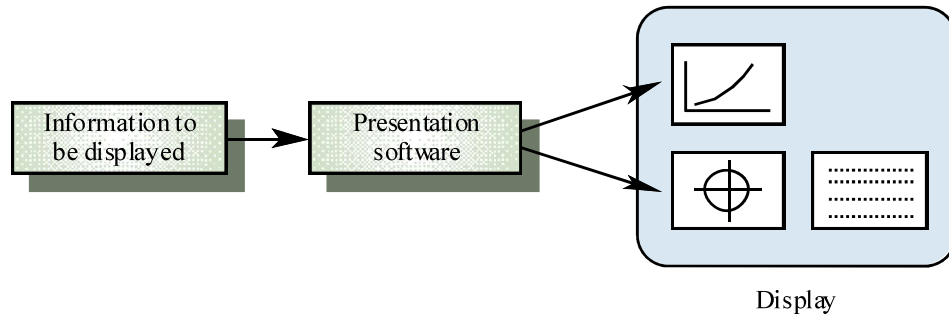 Information to
be displayed
Presentation
software
Display